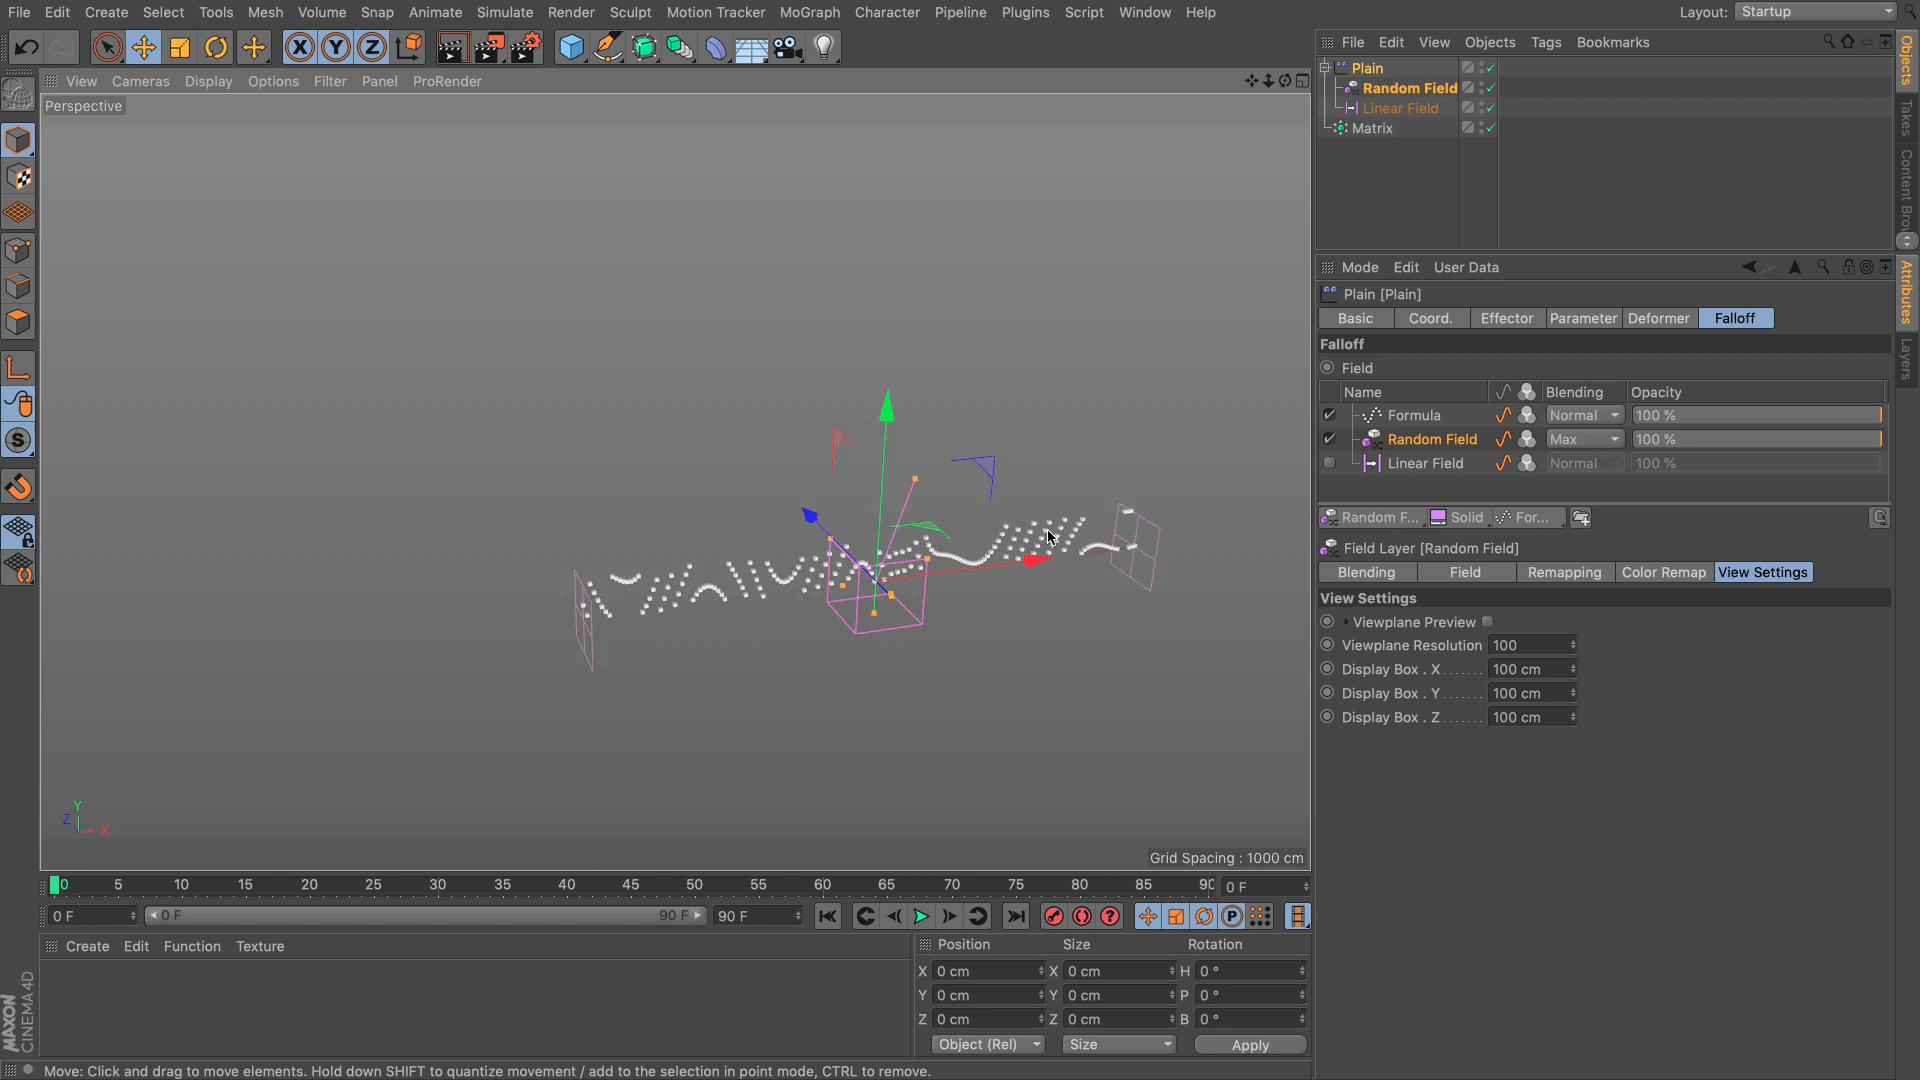 File Edit Create Select Tools Mesh Volume Snap Animate Simulate Render Sculpt Motion Tracker MoGraph Character Pipeline Plugins Script Window Help Layout: Startup
View Cameras Display Options Filter Panel ProRender
Perspective
Grid Spacing : 1000 cm
Y
Z
X
File Edit View Objects Tags Bookmarks
Plain
Random Field
Linear Field
Matrix
Objects
Takes
Content Brow
Mode Edit User Data
Plain [Plain]
Basic Coord. Effector Parameter Deformer Falloff
Falloff
Field
Name Blending Opacity
Formula Normal 100 %
Random Field Max 100 %
Linear Field Normal 100 %
Random F... Solid For...
Field Layer [Random Field]
Blending Field Remapping Color Remap View Settings
View Settings
Viewplane Preview
Viewplane Resolution 100
Display Box . X ....... 100 cm
Display Box . Y ....... 100 cm
Display Box . Z ....... 100 cm
Attributes
Layers
0 5 10 15 20 25 30 35 40 45 50 55 60 65 70 75 80 85 90 0 F
0 F 0 F 90 F 90 F
Create Edit Function Texture
Position Size Rotation
X 0 cm X 0 cm H 0 °
Y 0 cm Y 0 cm P 0 °
Z 0 cm Z 0 cm B 0 °
Object (Rel) Size Apply
MAXON
CINEMA 4D
Move: Click and drag to move elements. Hold down SHIFT to quantize movement / add to the selection in point mode, CTRL to remove.